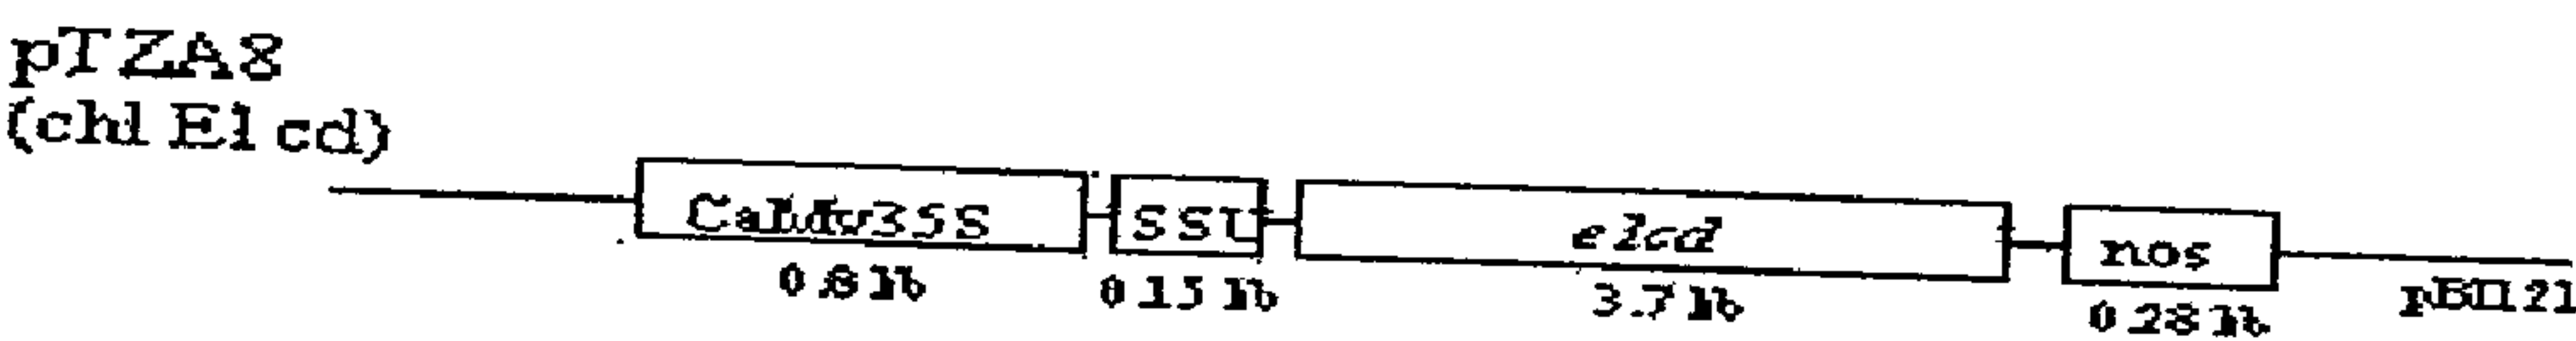 pTZA8
(chl E1 cd)
CaMv35S SSU e1cd nos
0.8 kb 0.15 kb 3.7 kb 0.28 kb pBI121